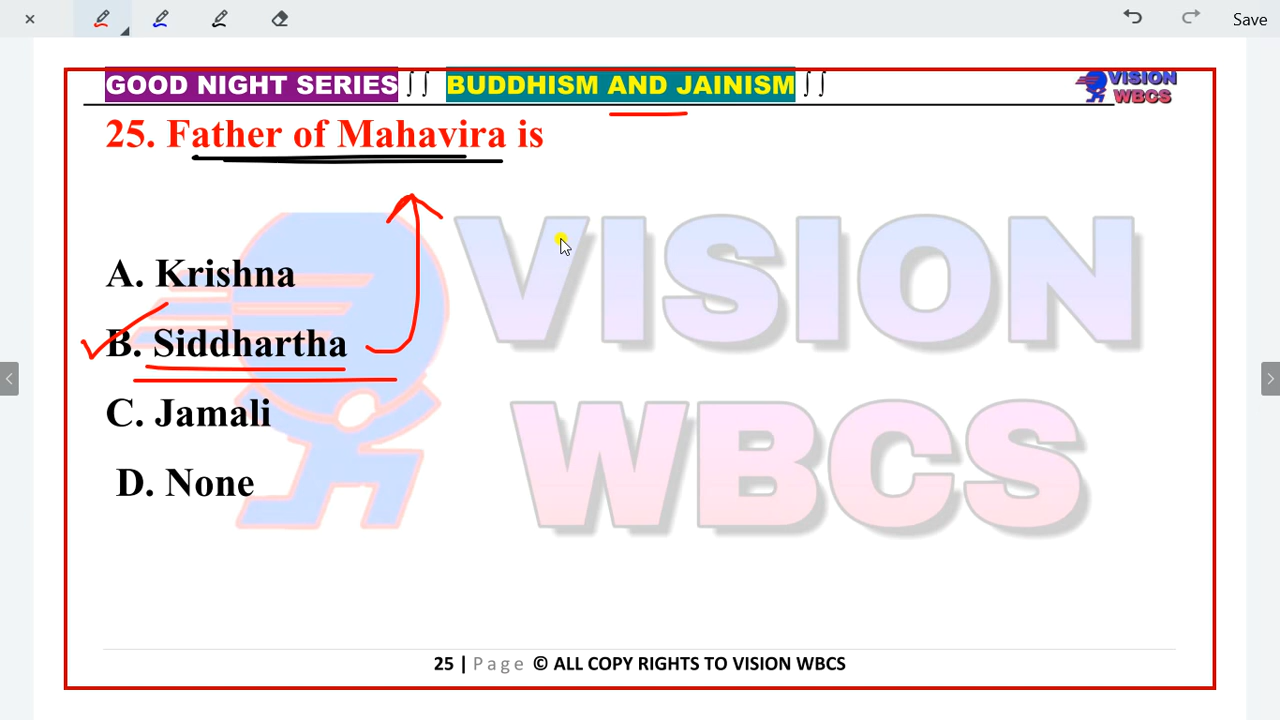 Save
GOOD NIGHT SERIES∫∫ BUDDHISM AND JAINISM∫∫ VISION WBCS
25. Father of Mahavira is
A. Krishna
B. Siddhartha
C. Jamali
D. None
VISION
WBCS
25 | Page © ALL COPY RIGHTS TO VISION WBCS